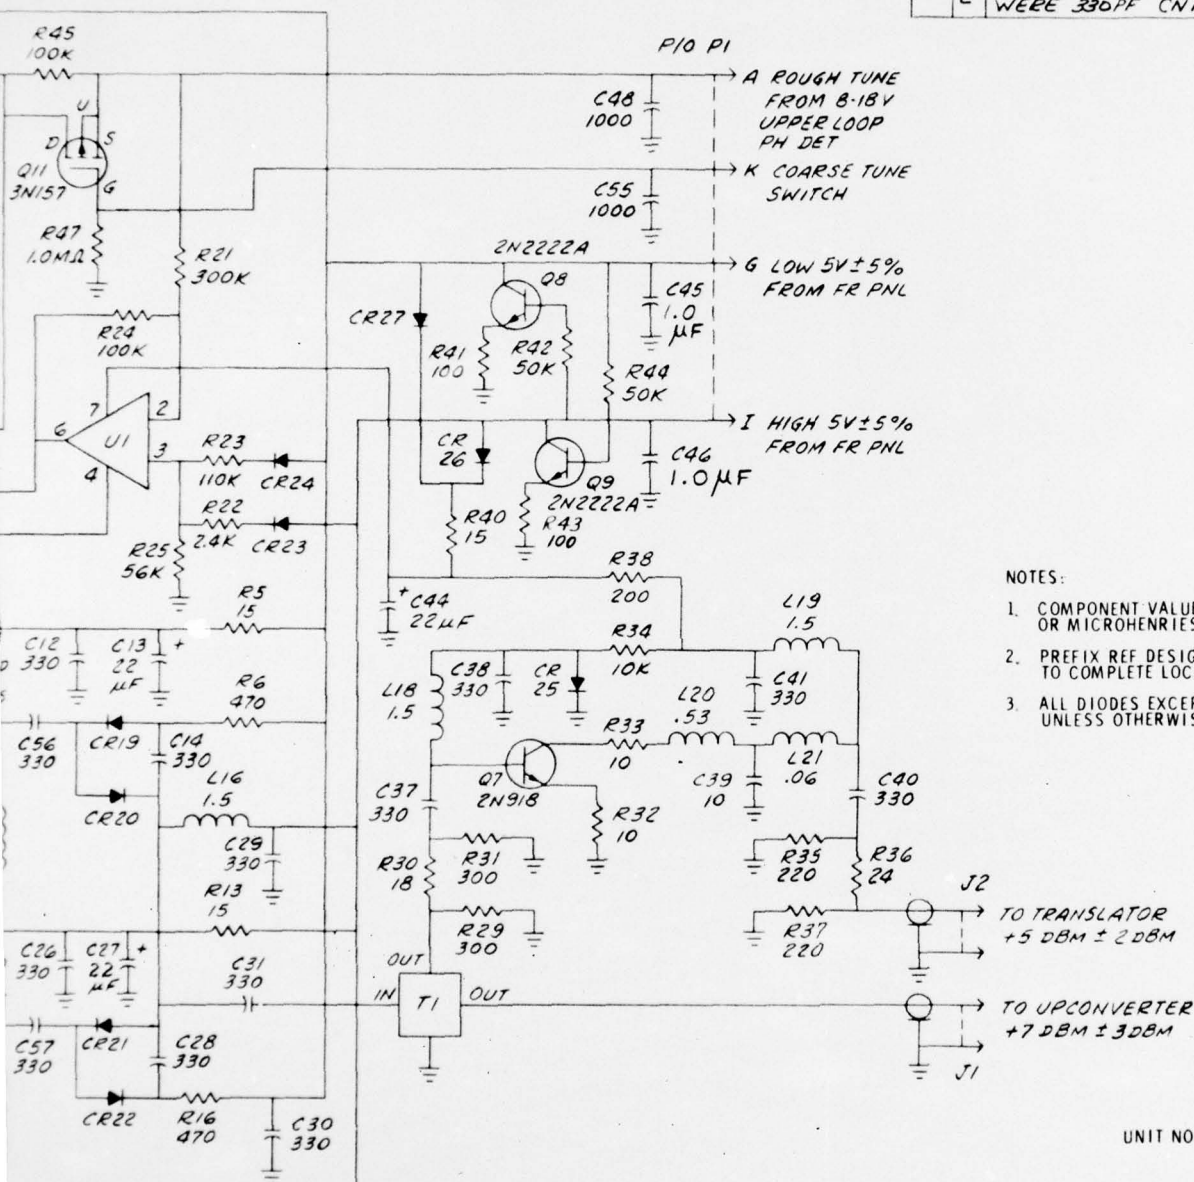 WERE 330PF
R45
100K
P/O P1
A ROUGH TUNE
FROM 8-18V
UPPER LOOP
PH DET
C48
1000
U
D
S
G
Q11
3N157
K COARSE TUNE
SWITCH
C55
1000
R47
1.0MΩ
R21
300K
2N2222A
Q8
G LOW 5V±5%
FROM FR PNL
C45
1.0
µF
CR27
R24
100K
R41
100
R42
50K
R44
50K
7
2
6
U1
3
4
R23
110K
CR24
CR
26
I HIGH 5V±5%
FROM FR PNL
C46
1.0µF
Q9
2N2222A
R22
2.4K
CR23
R40
15
R43
100
R25
56K
R38
200
R5
15
+
C44
22µF
NOTES:
1. COMPONENT
OR MICROHENRIES
2. PREFIX REF
TO COMPLETE
3. ALL DIODES
L19
1.5
R34
10K
C12
330
C13
22
µF
+
C38
330
CR
25
C41
330
L18
1.5
R6
470
L20
.53
R33
10
C56
330
CR19
C14
330
L21
.06
Q7
2N918
C39
10
C40
330
L16
1.5
C37
330
CR20
R32
10
C29
330
R30
18
R31
300
R35
220
R36
24
R13
15
R29
300
R37
220
J2
TO TRANSLATOR
+5 DBM ± 2DBM
C26
330
C27
22
µF
+
C31
330
OUT
IN
T1
OUT
TO UPCONVERTER
+7 DBM ± 3DBM
J1
C57
330
CR21
C28
330
CR22
R16
470
C30
330
UNIT NO